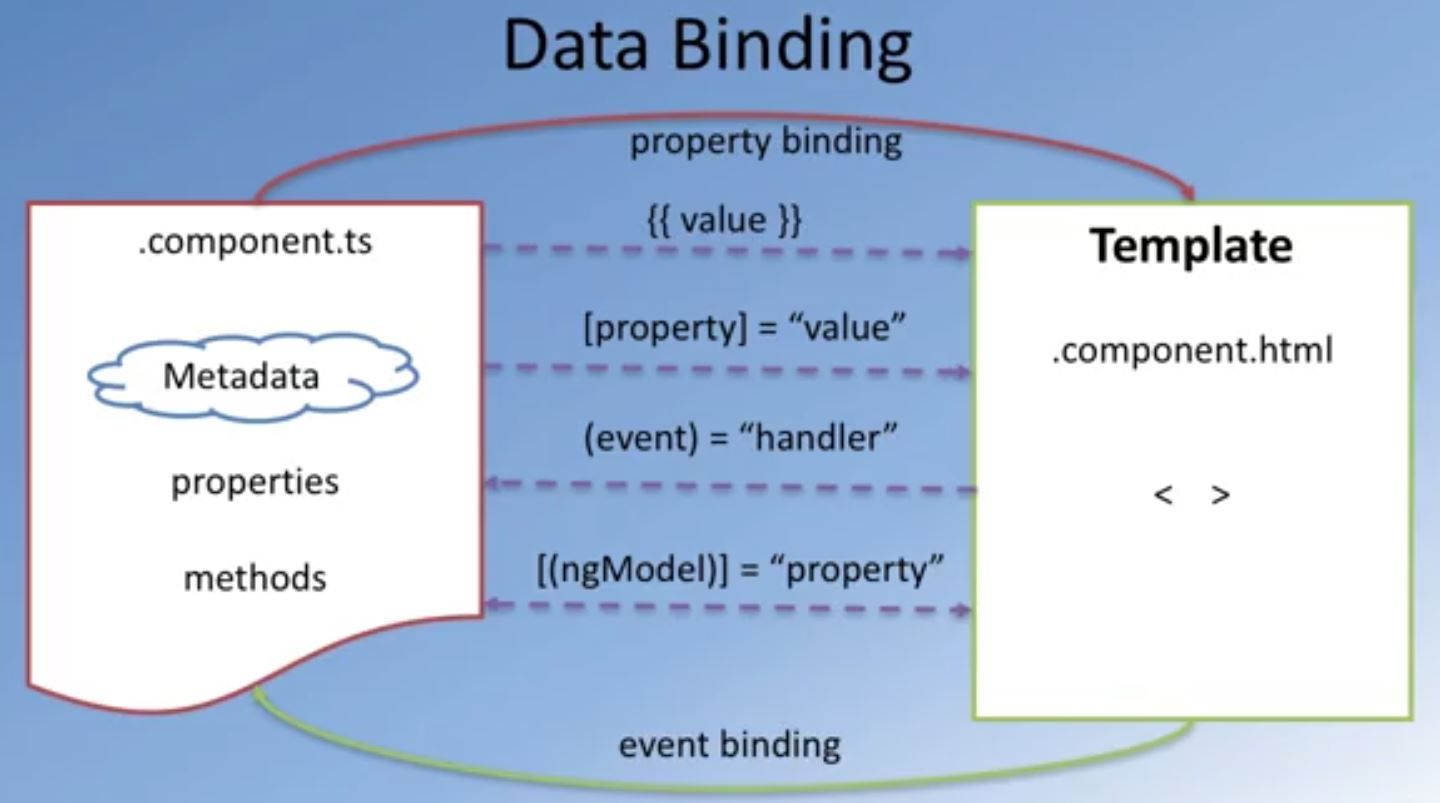 Data Binding
property binding
.component.ts
{{ value }}
Template
[property] = “value”
.component.html
Metadata
(event) = “handler”
properties
< >
[(ngModel)] = “property”
methods
event binding